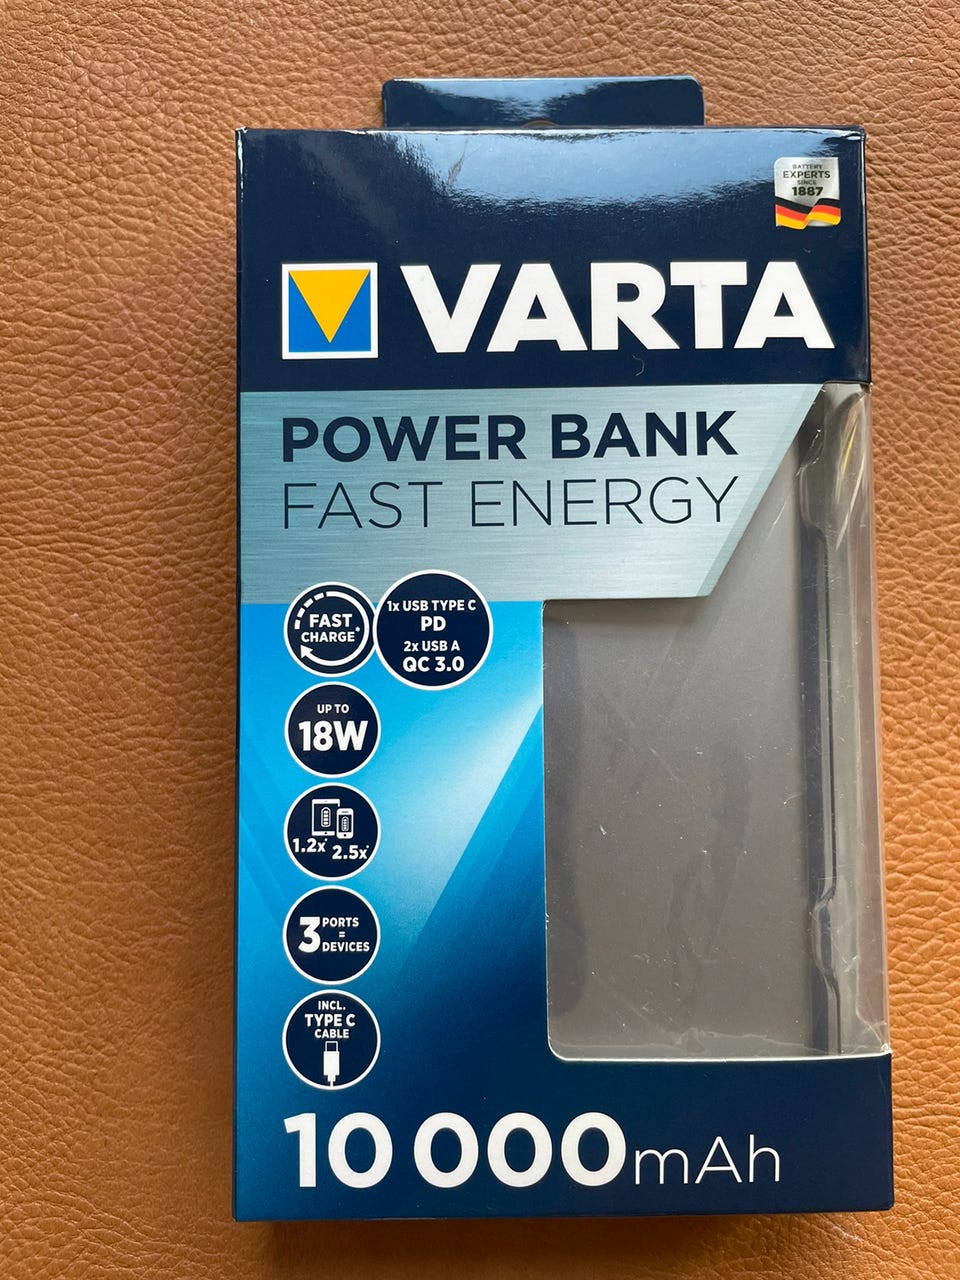 BATTERY
EXPERTS
SINCE
1887
VARTA
POWER BANK
FAST ENERGY
FAST
CHARGE*
1x USB TYPE C
PD
2x USB A
QC 3.0
UP TO
18W
1.2x* 2.5x*
3 PORTS
=
DEVICES
INCL.
TYPE C
CABLE
10 000mAh